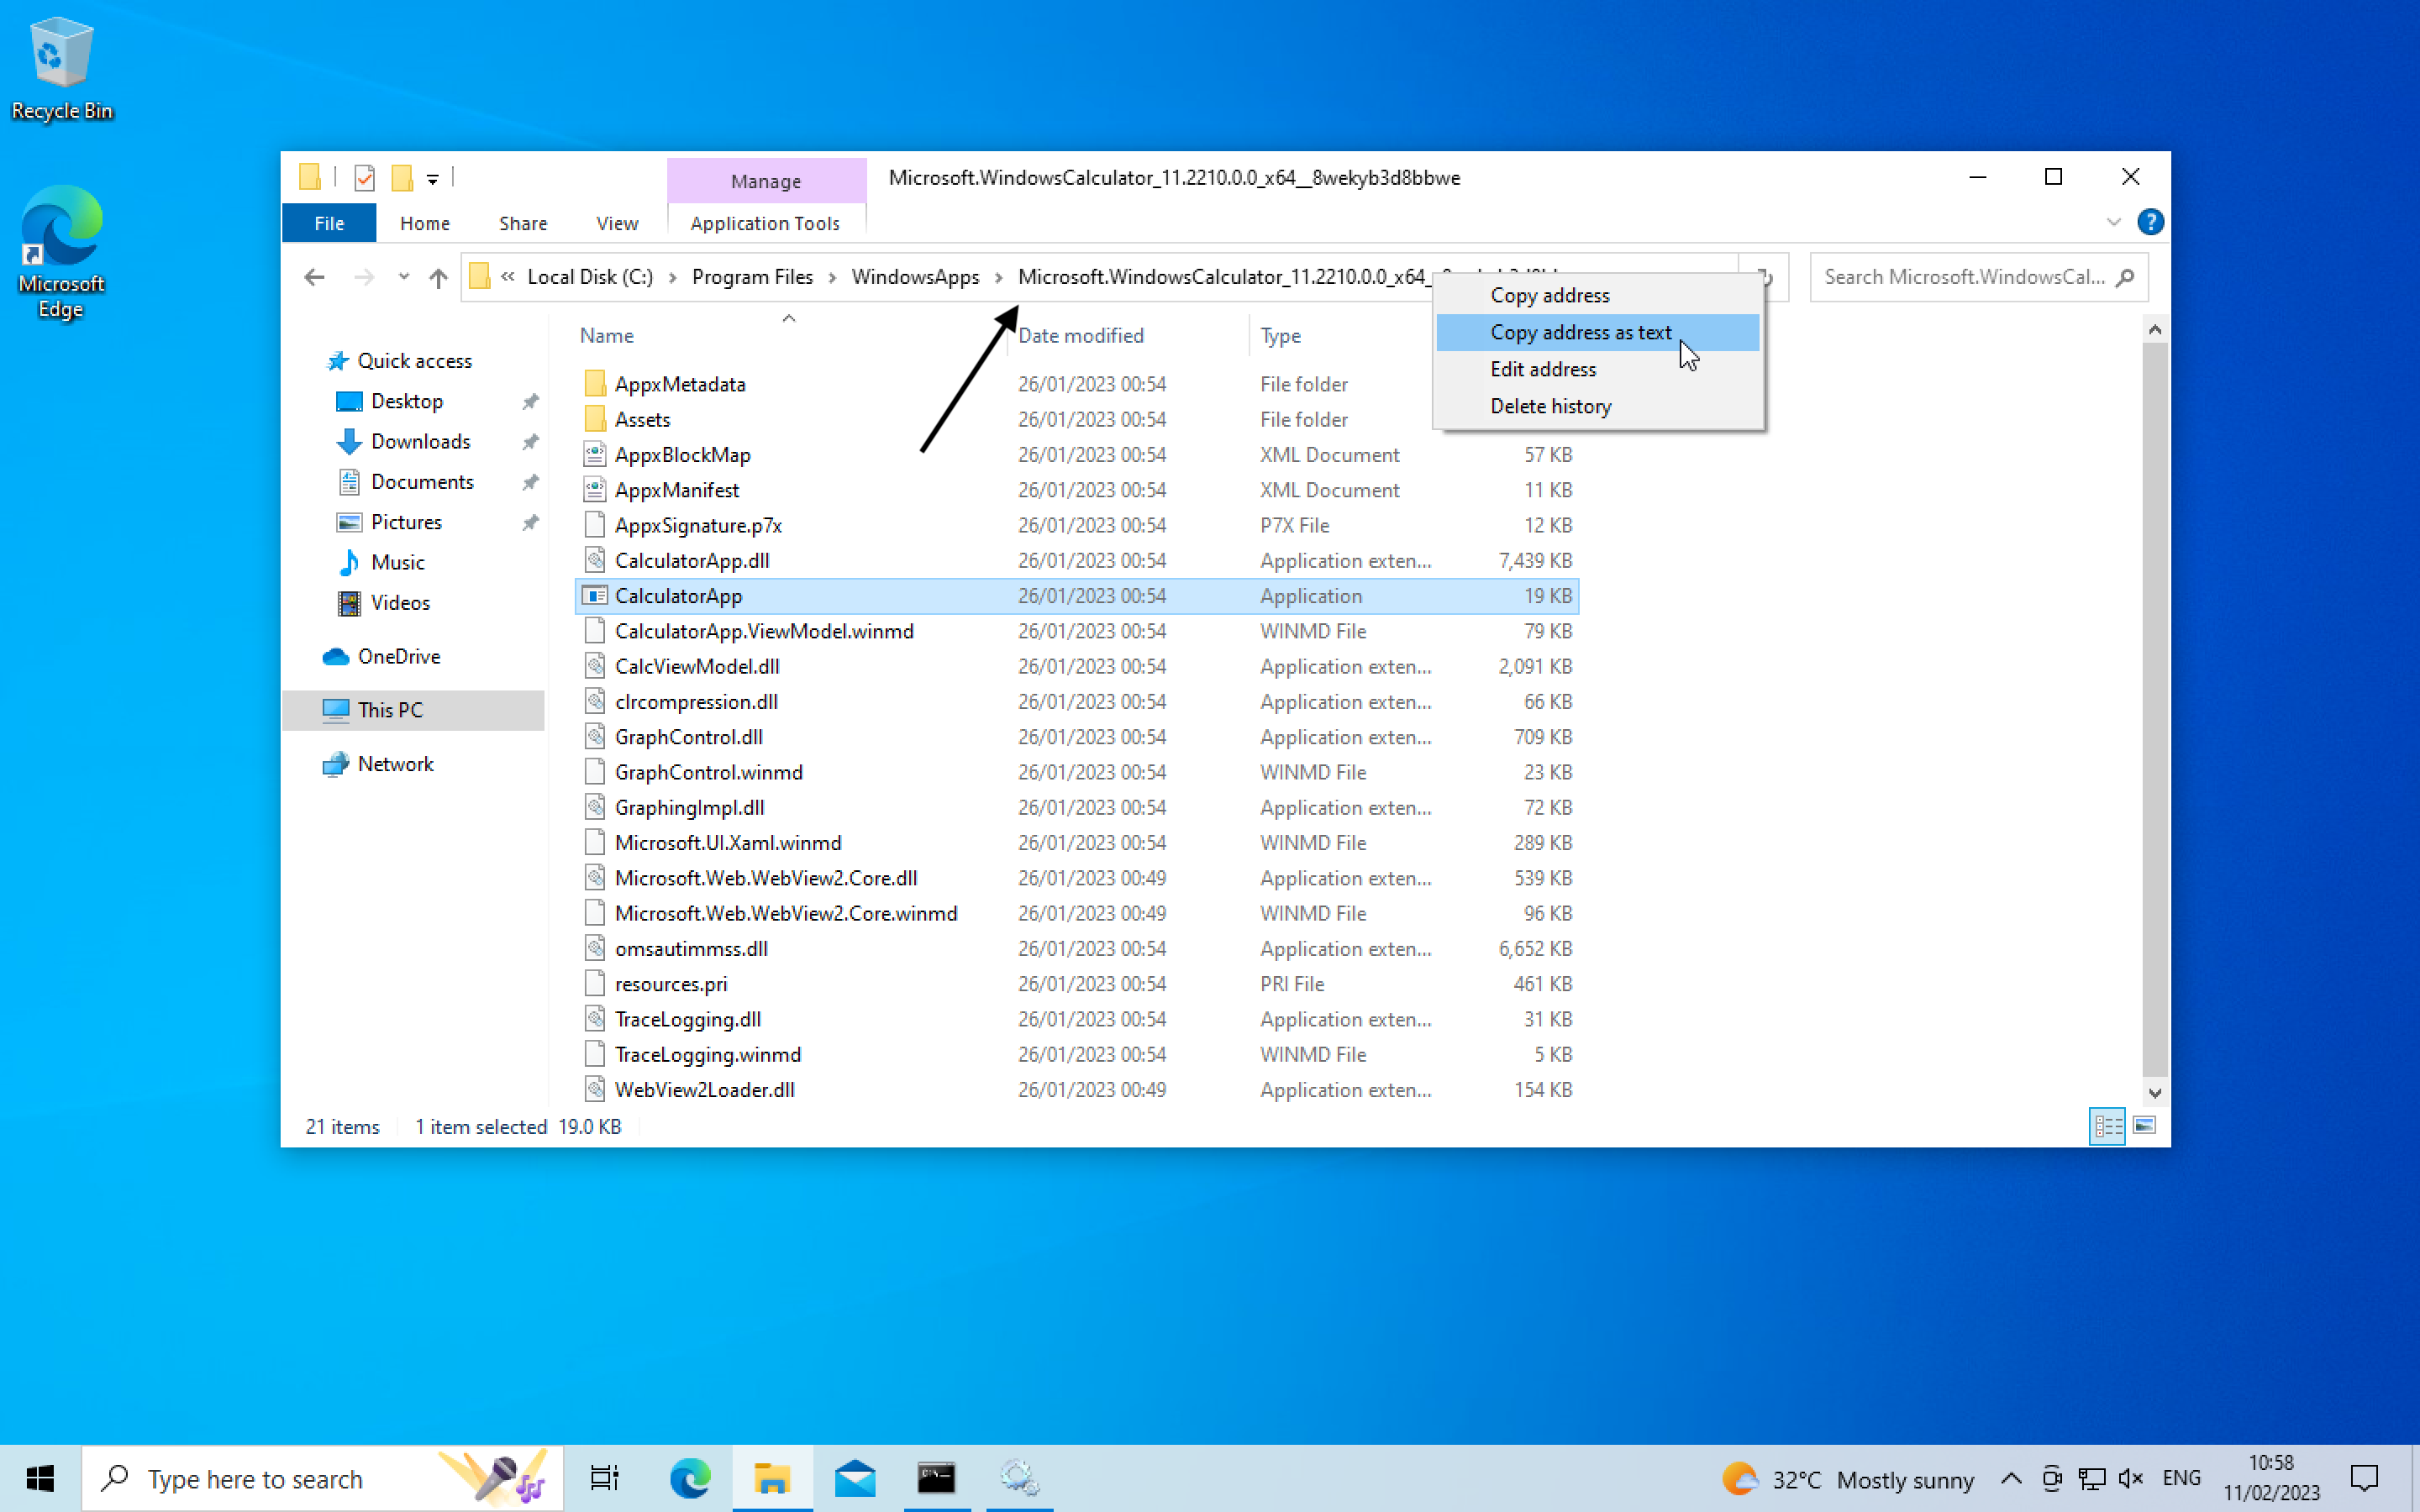 Recycle Bin
Microsoft
Edge
Manage
Microsoft.WindowsCalculator_11.2210.0.0_x64__8wekyb3d8bbwe
File Home Share View Application Tools
« Local Disk (C:) › Program Files › WindowsApps › Microsoft.WindowsCalculator_11.2210.0.0_x64_
Search Microsoft.WindowsCal...
Copy address
Copy address as text
Edit address
Delete history
Quick access
Desktop
Downloads
Documents
Pictures
Music
Videos
OneDrive
This PC
Network
Name Date modified Type
AppxMetadata 26/01/2023 00:54 File folder
Assets 26/01/2023 00:54 File folder
AppxBlockMap 26/01/2023 00:54 XML Document 57 KB
AppxManifest 26/01/2023 00:54 XML Document 11 KB
AppxSignature.p7x 26/01/2023 00:54 P7X File 12 KB
CalculatorApp.dll 26/01/2023 00:54 Application exten... 7,439 KB
CalculatorApp 26/01/2023 00:54 Application 19 KB
CalculatorApp.ViewModel.winmd 26/01/2023 00:54 WINMD File 79 KB
CalcViewModel.dll 26/01/2023 00:54 Application exten... 2,091 KB
clrcompression.dll 26/01/2023 00:54 Application exten... 66 KB
GraphControl.dll 26/01/2023 00:54 Application exten... 709 KB
GraphControl.winmd 26/01/2023 00:54 WINMD File 23 KB
GraphingImpl.dll 26/01/2023 00:54 Application exten... 72 KB
Microsoft.UI.Xaml.winmd 26/01/2023 00:54 WINMD File 289 KB
Microsoft.Web.WebView2.Core.dll 26/01/2023 00:49 Application exten... 539 KB
Microsoft.Web.WebView2.Core.winmd 26/01/2023 00:49 WINMD File 96 KB
omsautimmss.dll 26/01/2023 00:54 Application exten... 6,652 KB
resources.pri 26/01/2023 00:54 PRI File 461 KB
TraceLogging.dll 26/01/2023 00:54 Application exten... 31 KB
TraceLogging.winmd 26/01/2023 00:54 WINMD File 5 KB
WebView2Loader.dll 26/01/2023 00:49 Application exten... 154 KB
21 items 1 item selected 19.0 KB
Type here to search
32°C Mostly sunny
ENG
10:58
11/02/2023